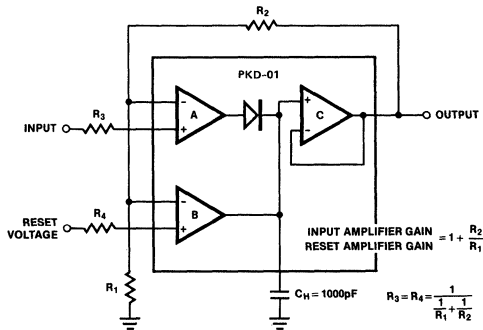 R2
PKD-01
A
C
B
−
+
−
+
+
−
INPUT
R3
OUTPUT
RESET
VOLTAGE
R4
R1
INPUT AMPLIFIER GAIN
RESET AMPLIFIER GAIN
= 1 + R2/R1
CH = 1000pF
R3 = R4 = 1/(1/R1 + 1/R2)